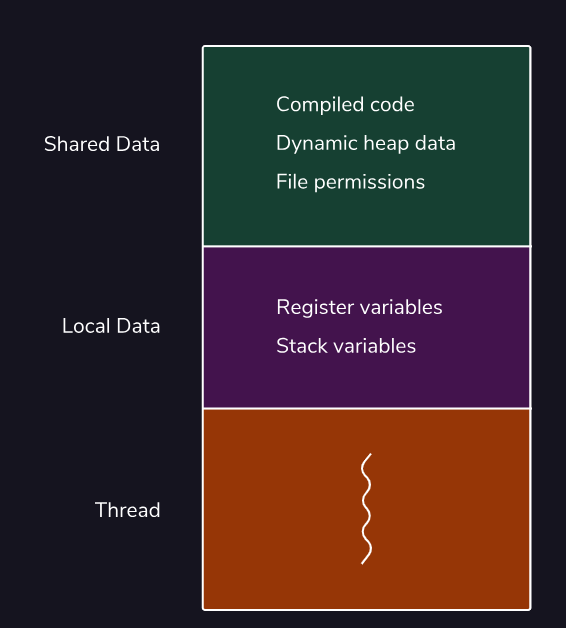 Shared Data
Compiled code
Dynamic heap data
File permissions
Local Data
Register variables
Stack variables
Thread